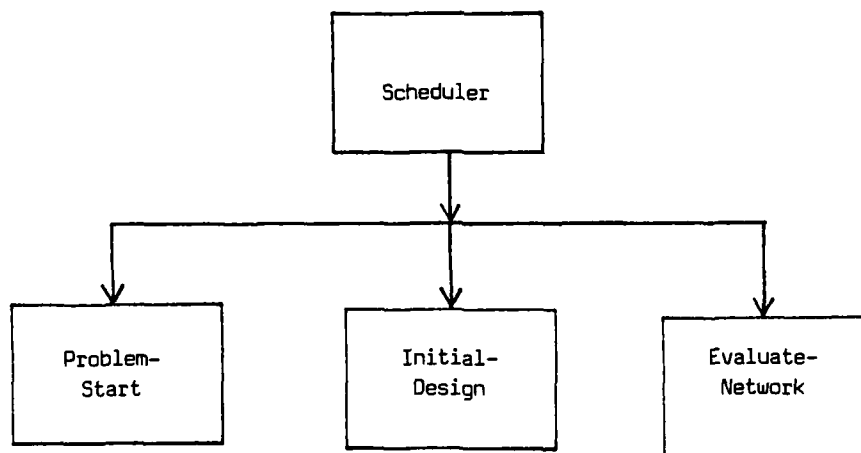 Scheduler
Problem-
Start
Initial-
Design
Evaluate-
Network